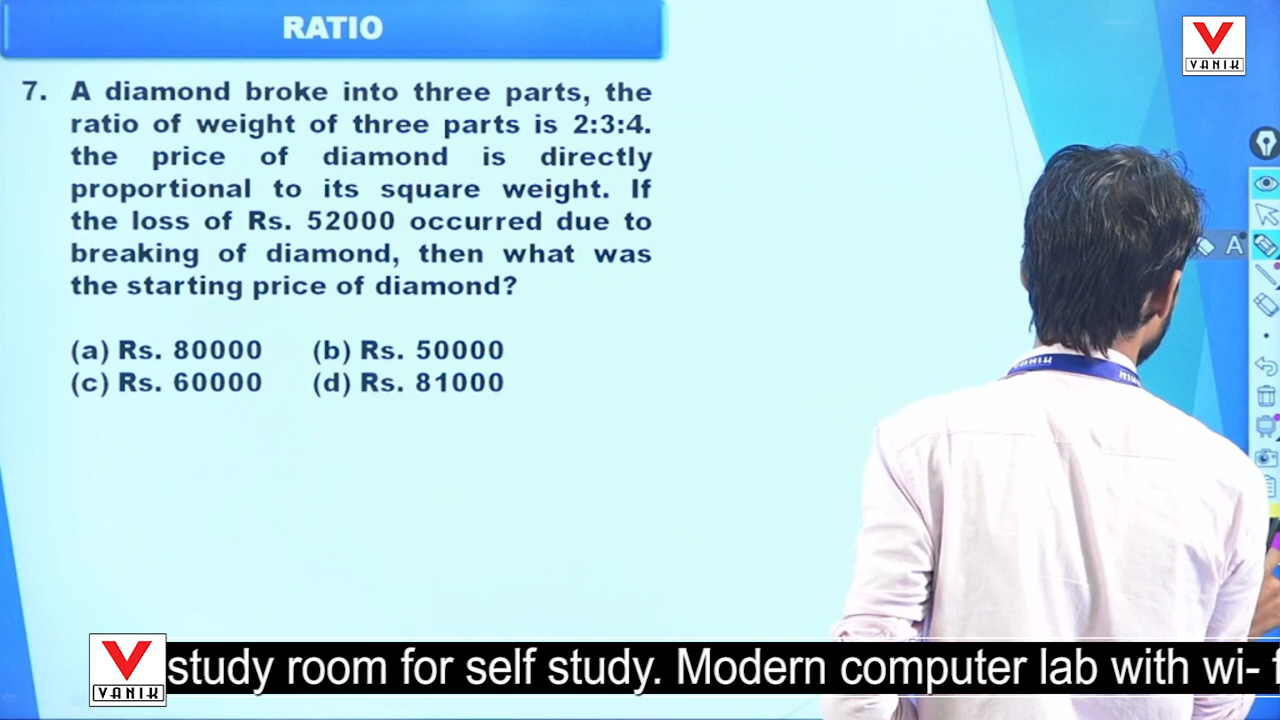 RATIO
VANIK
7. A diamond broke into three parts, the
ratio of weight of three parts is 2:3:4.
the price of diamond is directly
proportional to its square weight. If
the loss of Rs. 52000 occurred due to
breaking of diamond, then what was
the starting price of diamond?
(a) Rs. 80000 (b) Rs. 50000
(c) Rs. 60000 (d) Rs. 81000
A
VANIK
VANIK
study room for self study. Modern computer lab with wi- f